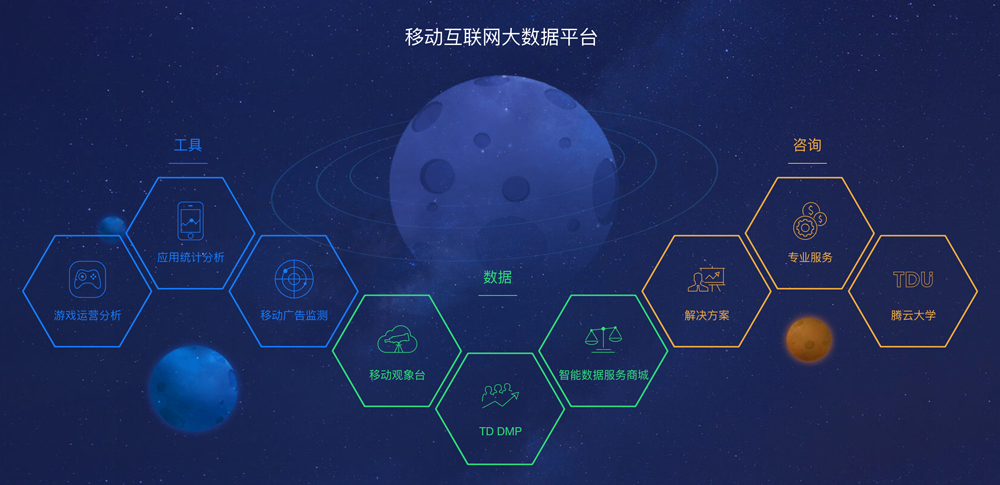 移动互联网大数据平台
工具
应用统计分析
游戏运营分析
移动广告监测
数据
移动观象台
TD DMP
智能数据服务商城
咨询
专业服务
解决方案
TDU
腾云大学